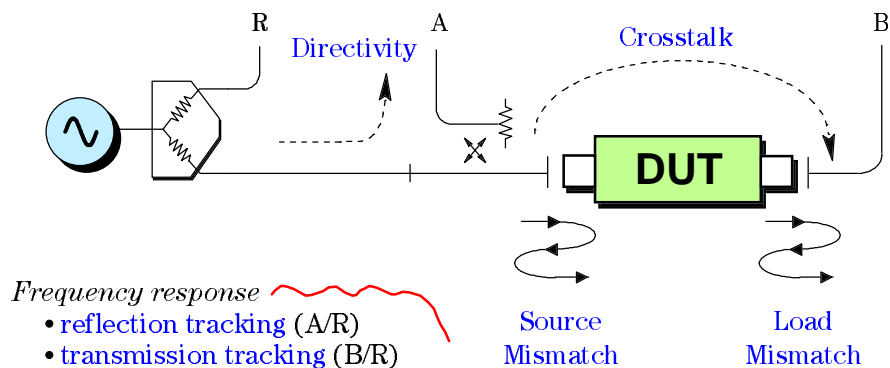 R
A
B
Directivity
Crosstalk
DUT
Frequency response
• reflection tracking (A/R)
• transmission tracking (B/R)
Source
Mismatch
Load
Mismatch